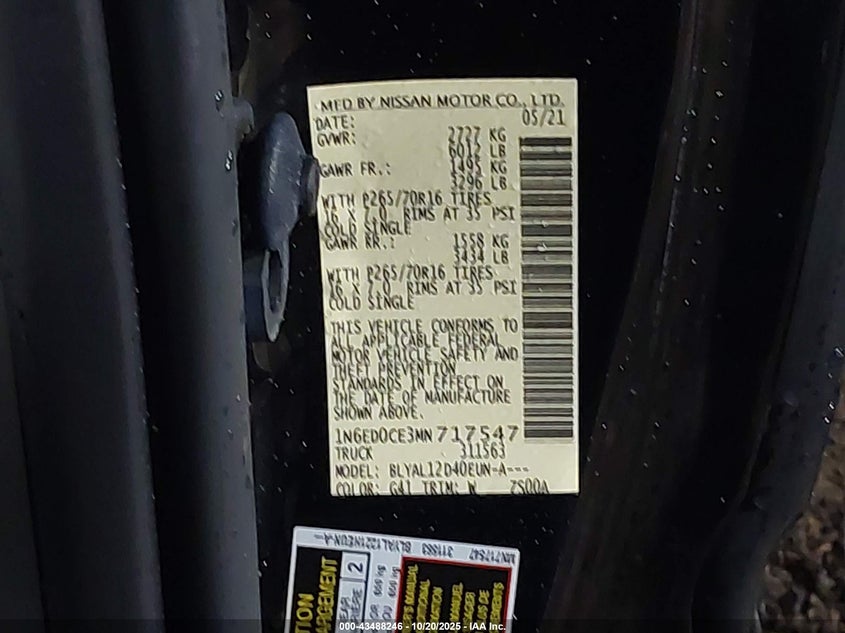 MFD BY NISSAN MOTOR CO., LTD.
DATE: 05/21
GVWR: 2727 KG
6012 LB
GAWR FR.: 1495 KG
3296 LB
WITH P265/70R16 TIRES
16 X 7.0 RIMS AT 35 PSI
COLD SINGLE
GAWR RR.: 1558 KG
3434 LB
WITH P265/70R16 TIRES
16 X 7.0 RIMS AT 35 PSI
COLD SINGLE
THIS VEHICLE CONFORMS TO
ALL APPLICABLE FEDERAL
MOTOR VEHICLE SAFETY AND
THEFT PREVENTION
STANDARDS IN EFFECT ON
THE DATE OF MANUFACTURE
SHOWN ABOVE.
1N6ED0CE3MN717547
TRUCK 311563
MODEL: BLYAL12D40EUN-A---
COLOR: G41 TRIM: W ZS00A
MN717547 311563
2
000-43488246 - 10/20/2025 - IAA Inc.